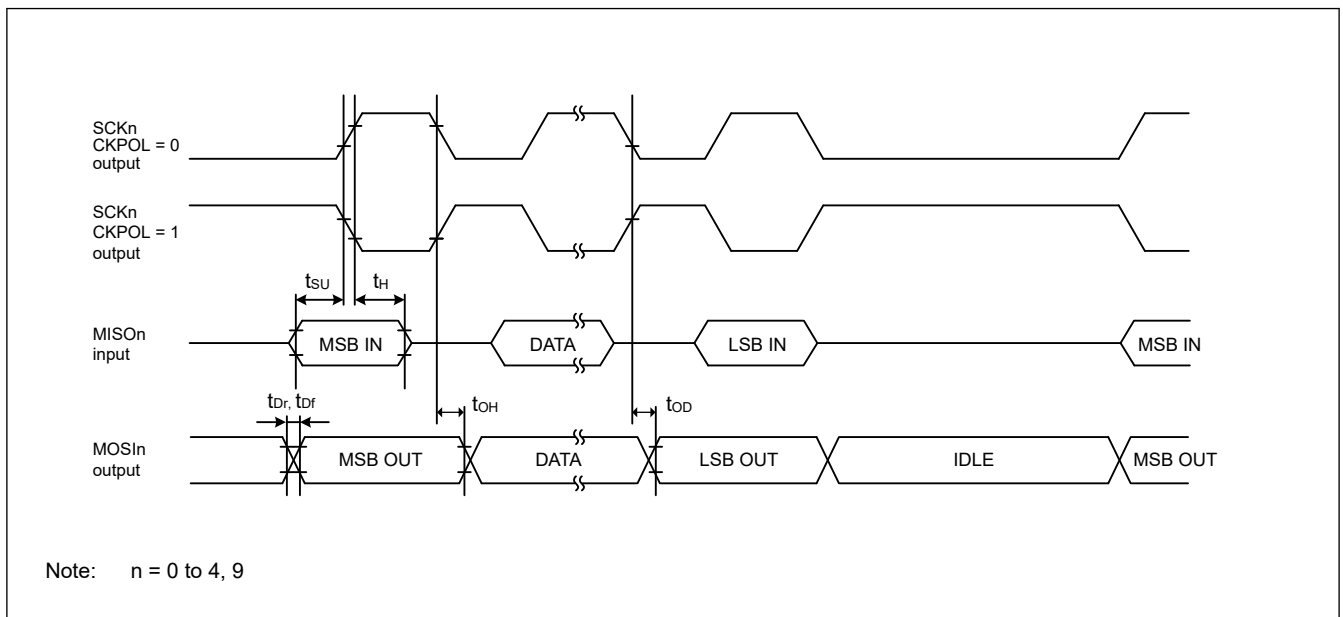 SCKn
CKPOL = 0
output
SCKn
CKPOL = 1
output
tSU
tH
MISOn
input
MSB IN
DATA
LSB IN
MSB IN
tDr, tDf
tOH
tOD
MOSIn
output
MSB OUT
DATA
LSB OUT
IDLE
MSB OUT
Note: n = 0 to 4, 9